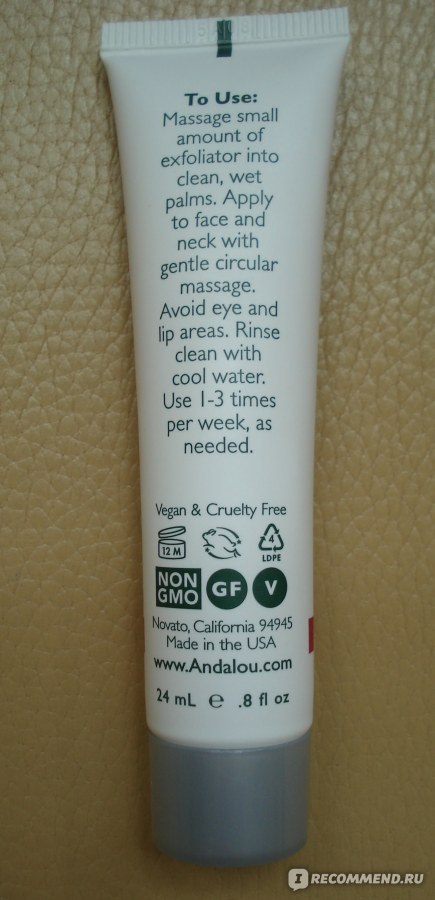 To Use:
Massage small
amount of
exfoliator into
clean, wet
palms. Apply
to face and
neck with
gentle circular
massage.
Avoid eye and
lip areas. Rinse
clean with
cool water.
Use 1-3 times
per week, as
needed.
Vegan & Cruelty Free
12 M
4
LDPE
NON
GMO
GF
V
Novato, California 94945
Made in the USA
www.Andalou.com
24 mL e .8 fl oz
I RECOMMEND.RU